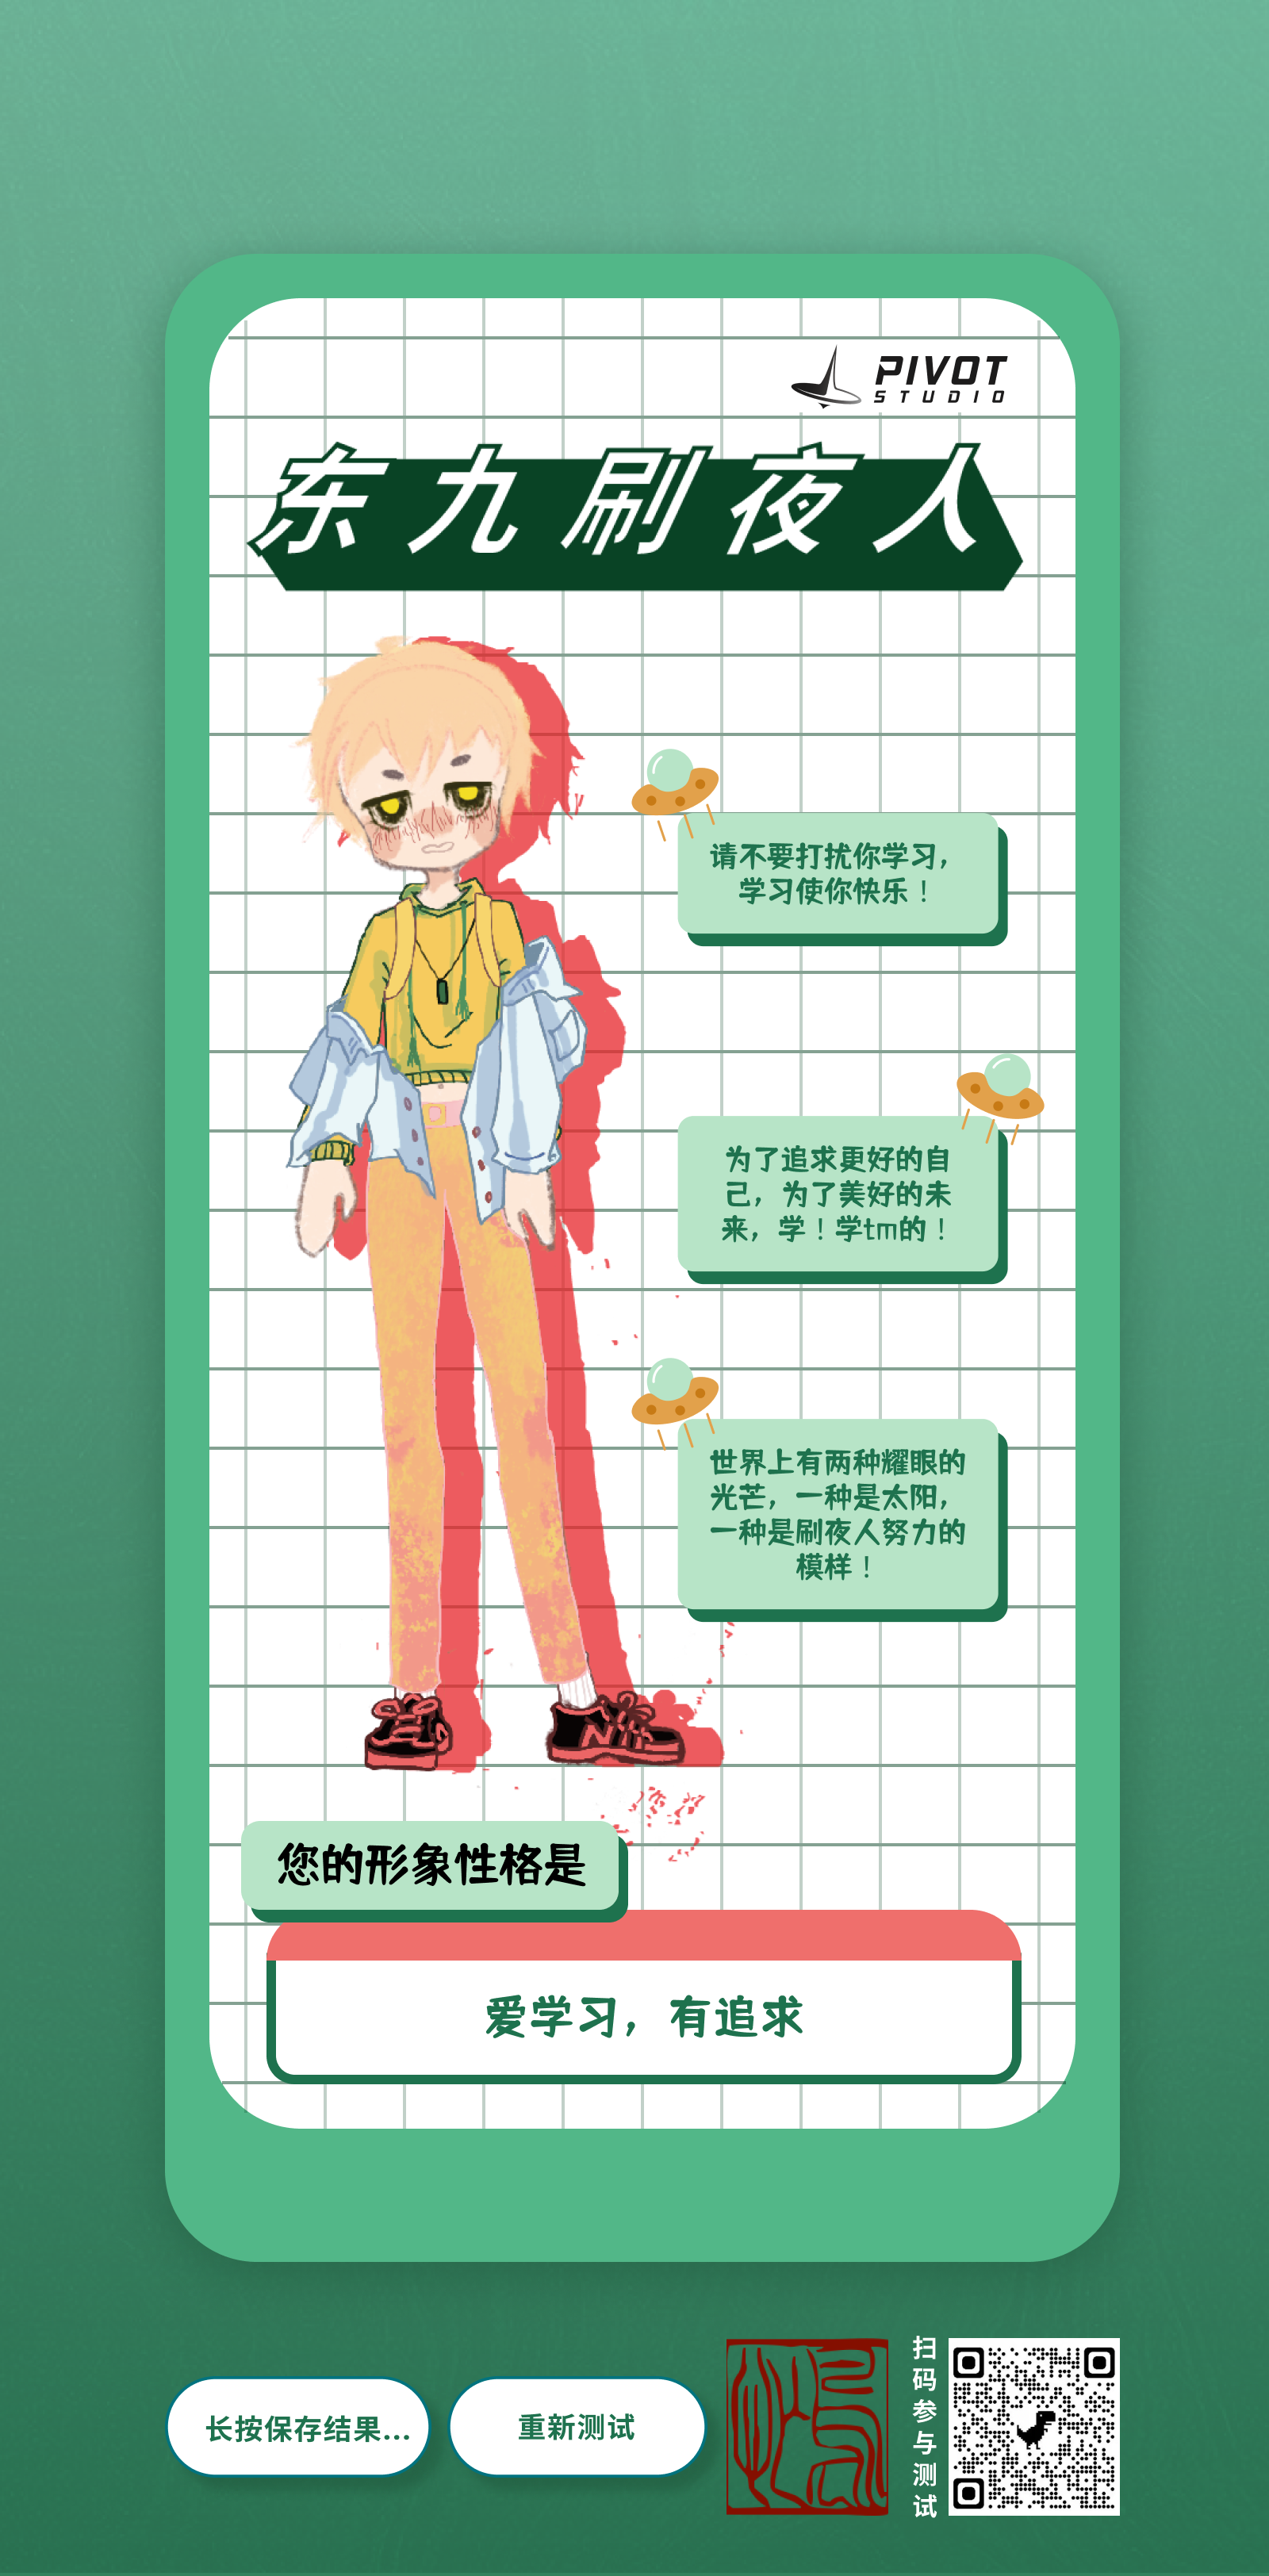 PIVOT
STUDIO
东九刷夜人
请不要打扰你学习，
学习使你快乐！
为了追求更好的自
己，为了美好的未
来，学！学tm的！
世界上有两种耀眼的
光芒，一种是太阳，
一种是刷夜人努力的
模样！
您的形象性格是
爱学习，有追求
长按保存结果...
重新测试
扫码参与测试